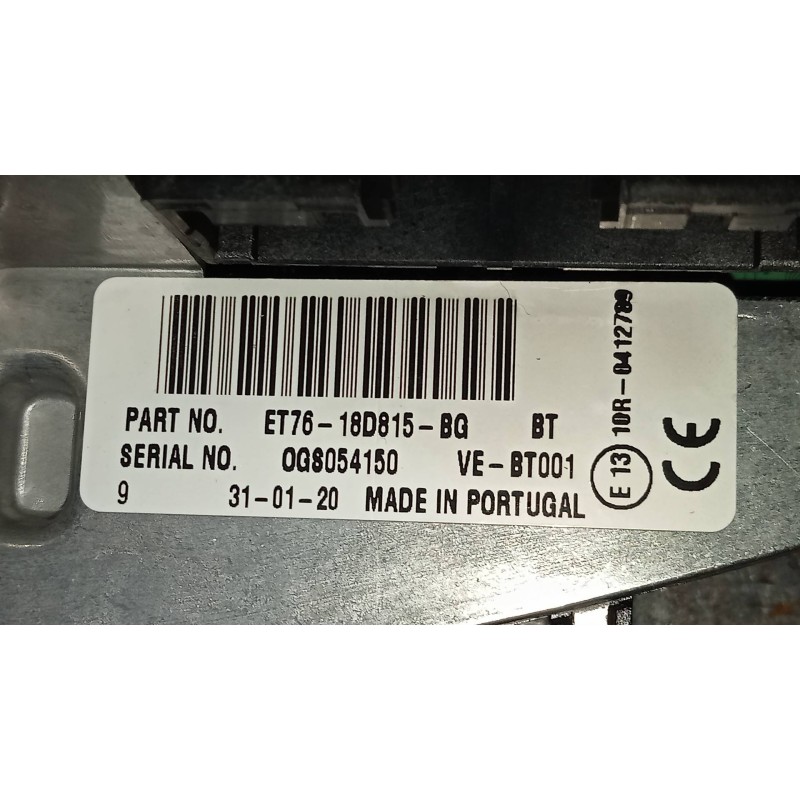 PART NO. ET76-18D815-BG BT
SERIAL NO. 0GS054150 VE-BT001
9 31-01-20 MADE IN PORTUGAL
E 13 10R-0412789
CE